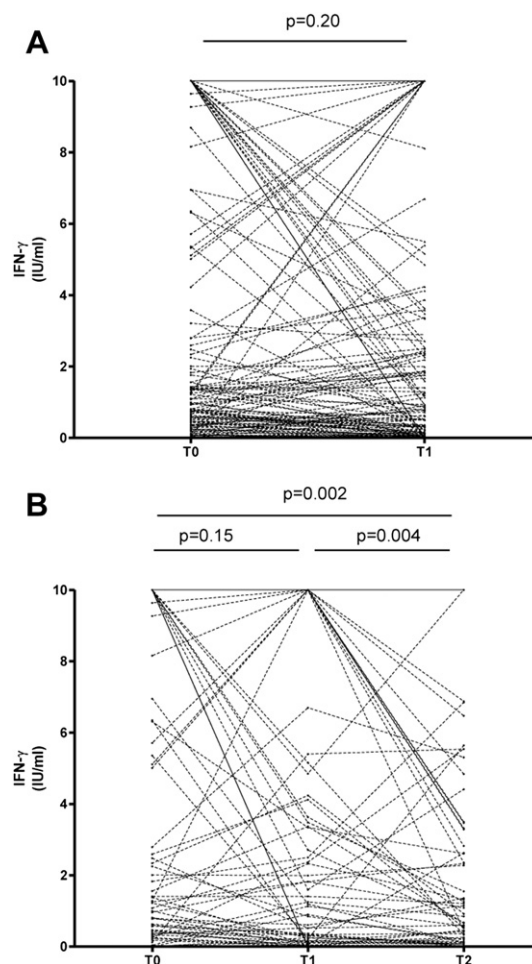 p=0.20
A
10
8
6
IFN-γ
(IU/ml)
4
2
0
T0 T1
p=0.002
B
p=0.15 p=0.004
10
8
6
IFN-γ
(IU/ml)
4
2
0
T0 T1 T2